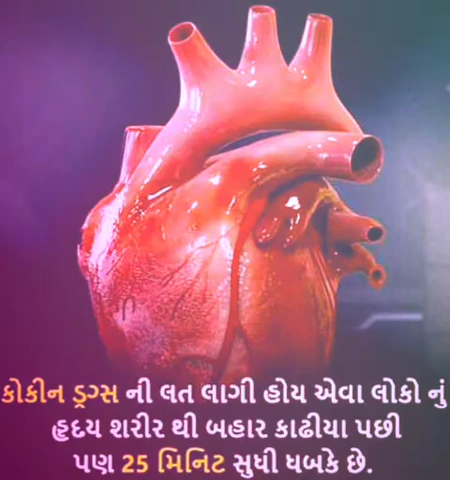 કોકીન ડ્રગ્સ ની લત લાગી હોય એવા લોકો નું
હૃદય શરીર થી બહાર કાઢીયા પછી
પણ 25 મિનિટ સુધી ધબકે છે.